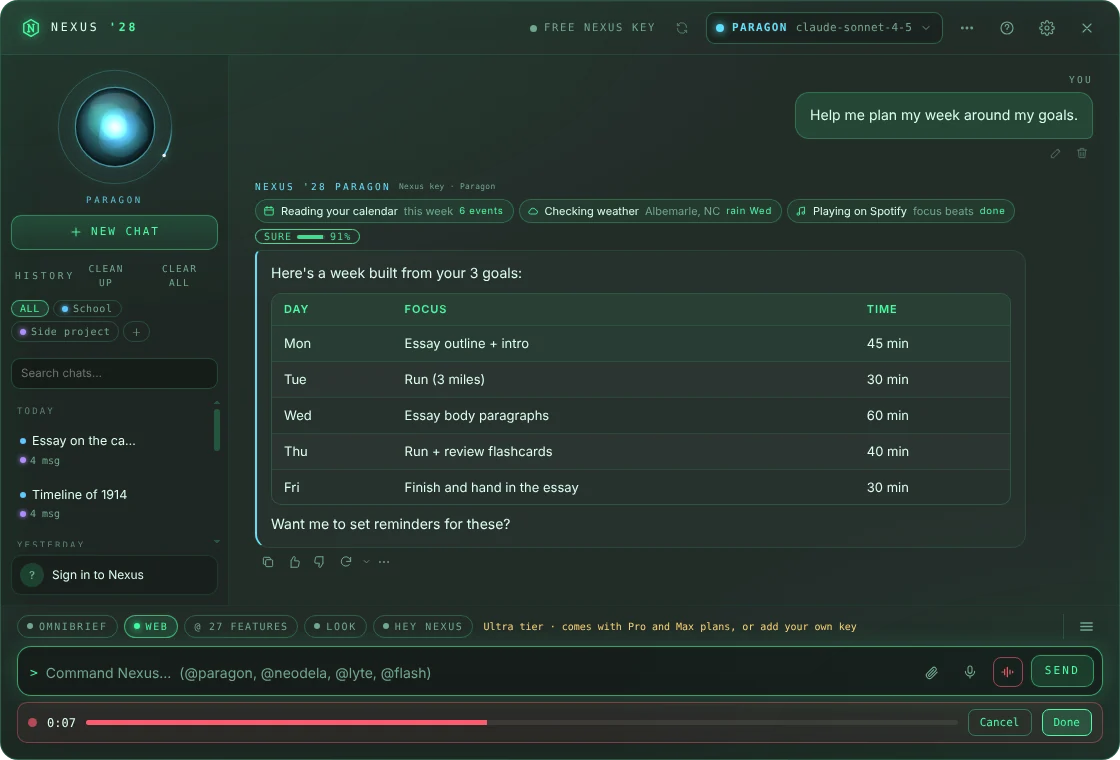 NEXUS '28
FREE NEXUS KEY
PARAGON claude-sonnet-4-5
PARAGON
+ NEW CHAT
HISTORY
CLEAN UP
CLEAR ALL
ALL
School
Side project
+
Search chats...
TODAY
Essay on the ca...
4 msg
Timeline of 1914
4 msg
YESTERDAY
? Sign in to Nexus
YOU
Help me plan my week around my goals.
NEXUS '28 PARAGON Nexus key · Paragon
Reading your calendar this week 6 events
Checking weather Albemarle, NC rain Wed
Playing on Spotify focus beats done
SURE 91%
Here's a week built from your 3 goals:
DAY FOCUS TIME
Mon Essay outline + intro 45 min
Tue Run (3 miles) 30 min
Wed Essay body paragraphs 60 min
Thu Run + review flashcards 40 min
Fri Finish and hand in the essay 30 min
Want me to set reminders for these?
OMNIBRIEF
WEB
@ 27 FEATURES
LOOK
HEY NEXUS
Ultra tier · comes with Pro and Max plans, or add your own key
> Command Nexus... (@paragon, @neodela, @lyte, @flash)
SEND
0:07
Cancel
Done